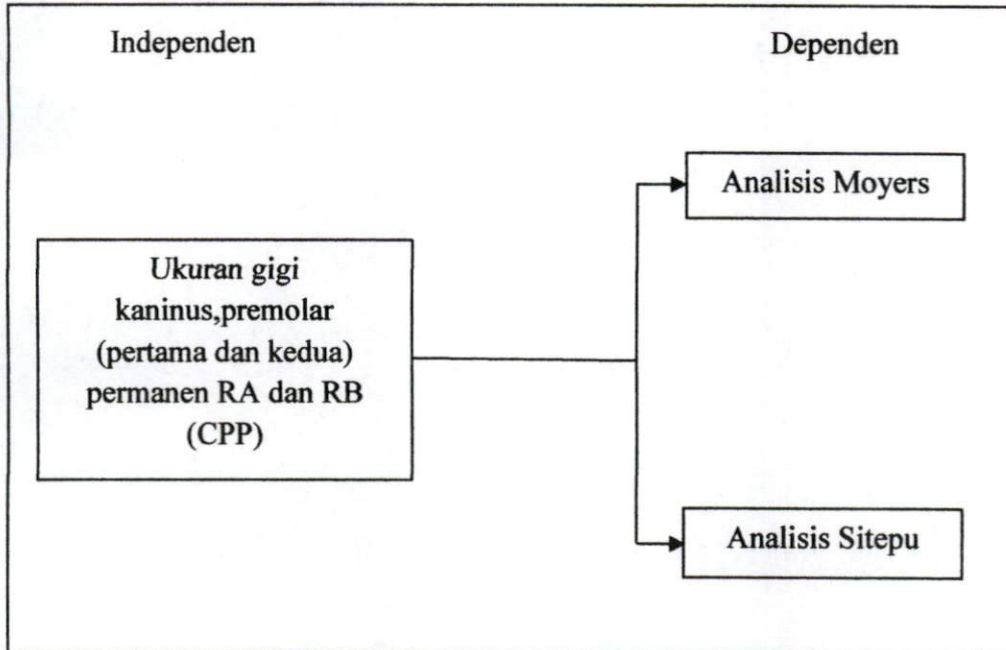 Independen
Dependen
Analisis Moyers
Ukuran gigi
kaninus,premolar
(pertama dan kedua)
permanen RA dan RB
(CPP)
Analisis Sitepu